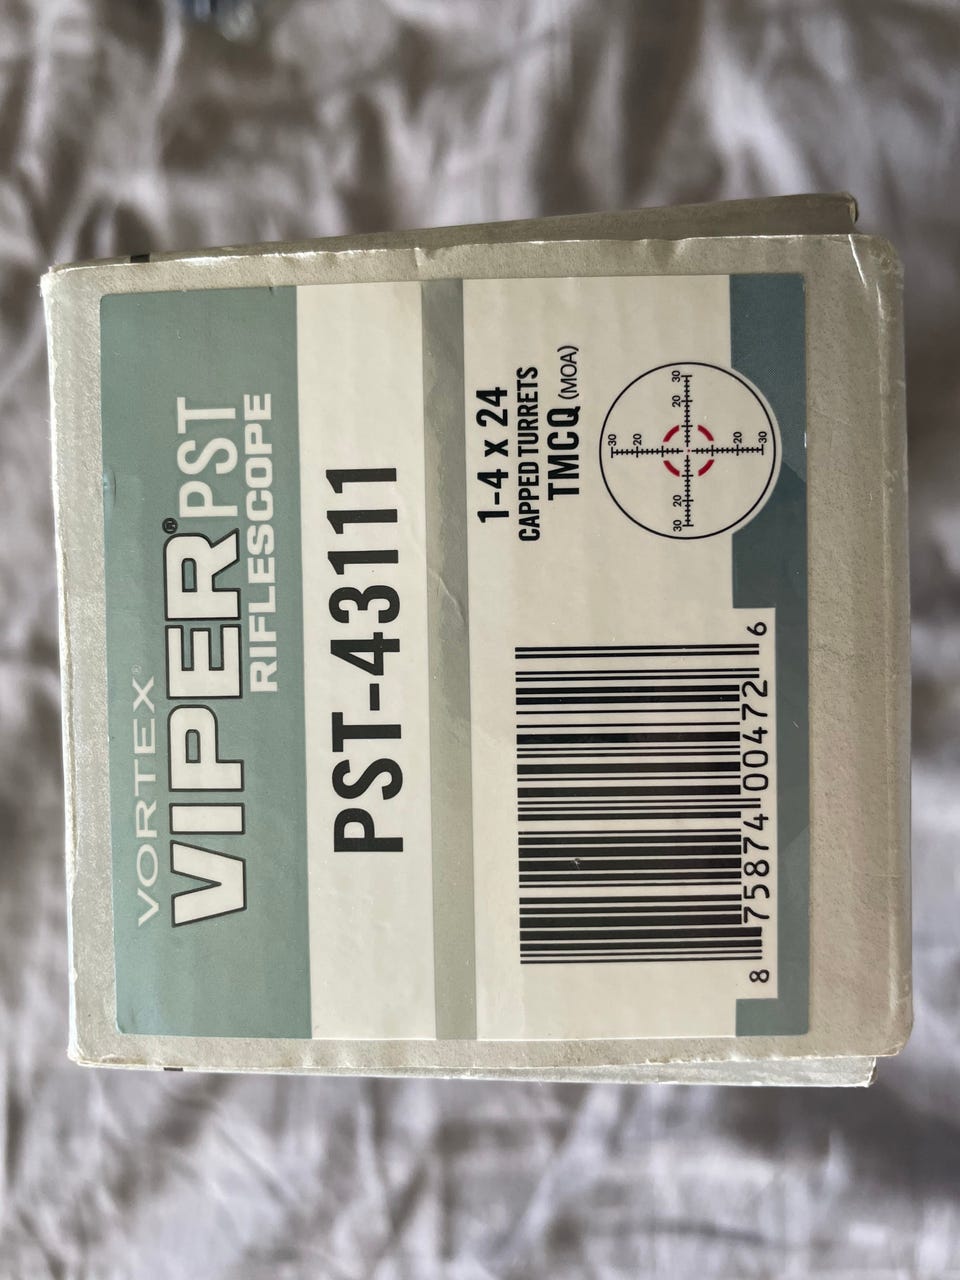 VORTEX®
VIPER® PST
RIFLESCOPE
PST-43111
1-4 x 24
CAPPED TURRETS
TMCQ (MOA)
30
20
30 20 20 30
20
30
8 75874 00472 6